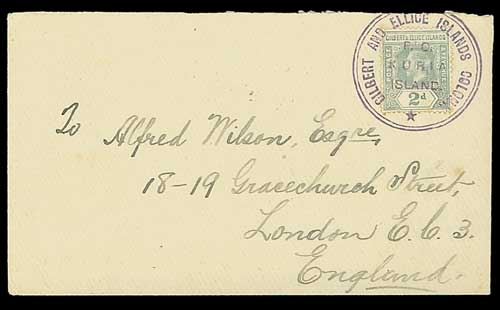 GILBERT AND ELLICE ISLANDS COLONY
GILBERT & ELLICE ISLANDS
P.O.
KURIA
ISLAND.
2d
To Alfred Wilson, Esqre,
18-19 Gracechurch Street,
London E.C.3.
England.